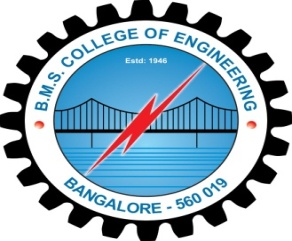 B.M.S. COLLEGE OF ENGINEERING
Estd: 1946
BANGALORE - 560 019